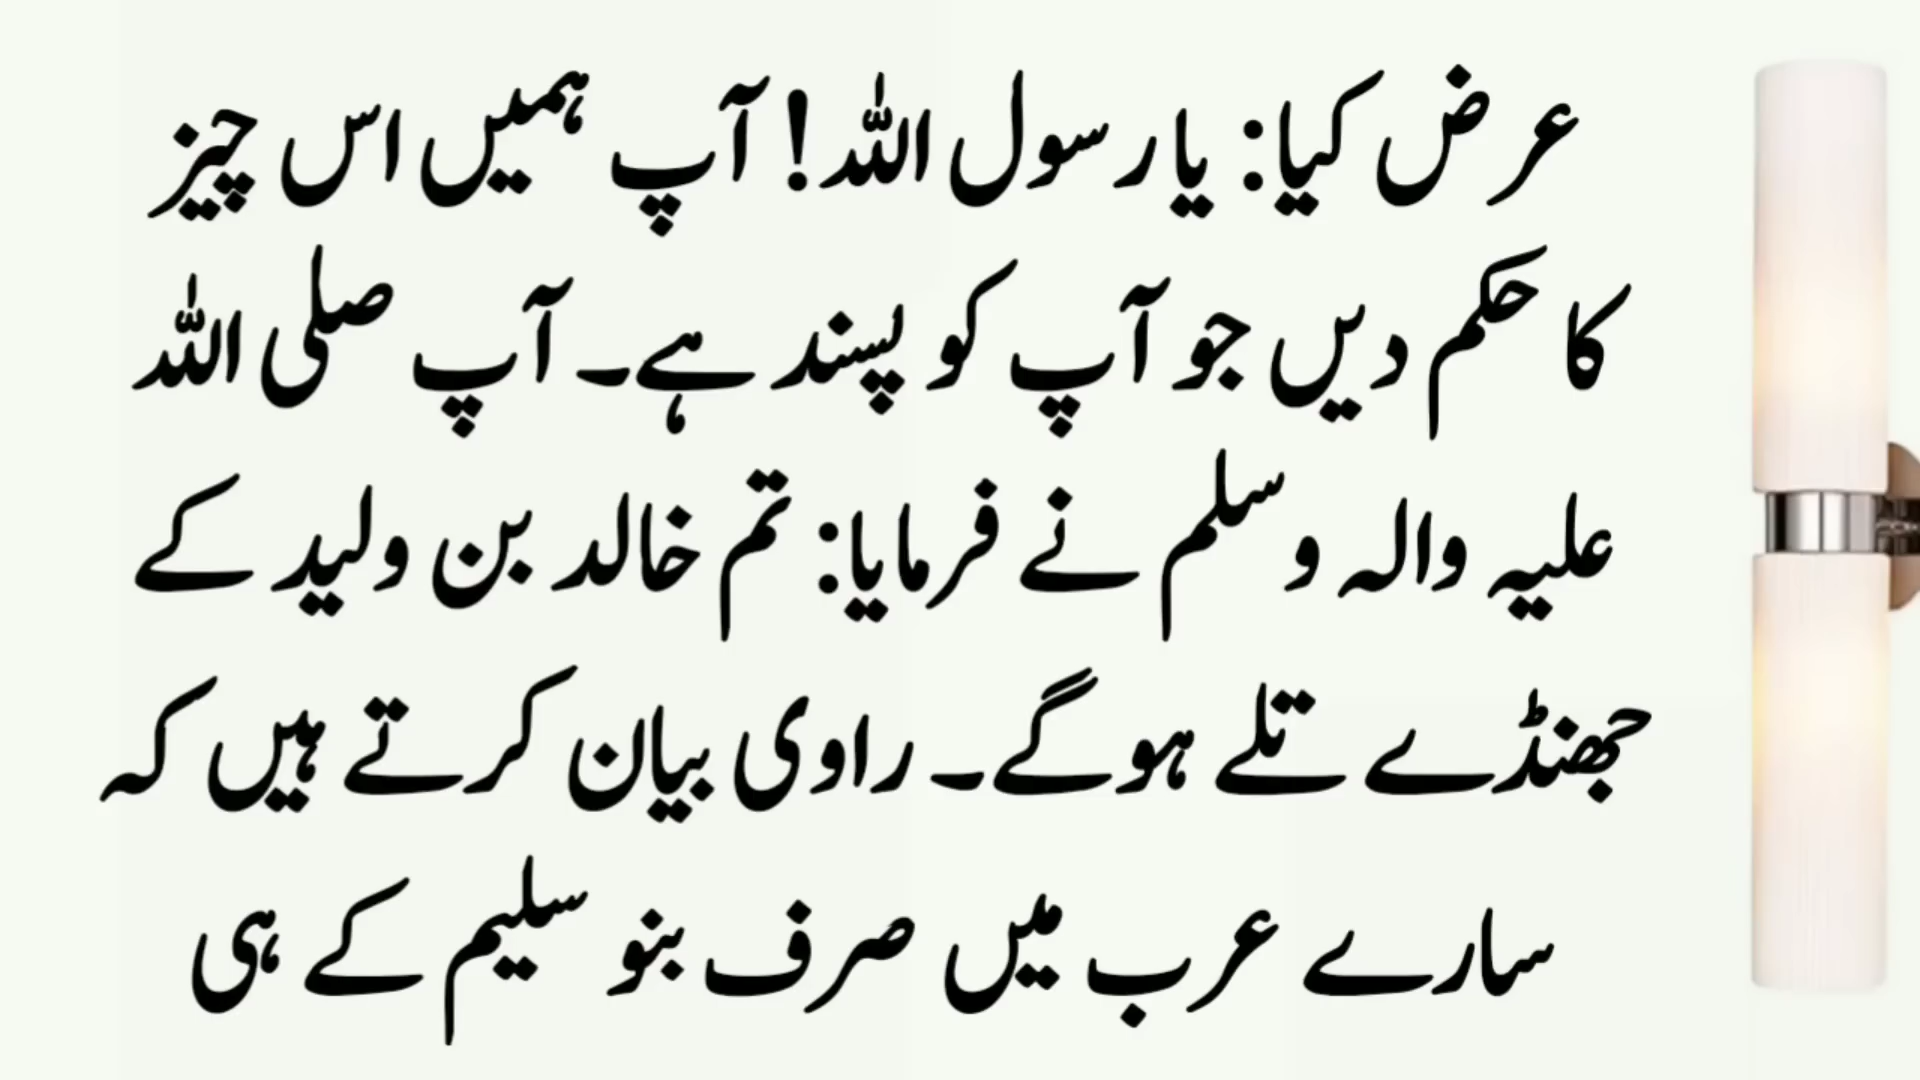 عرض کیا: یا رسول اللہ! آپ ہمیں اس چیز
کا حکم دیں جو آپ کو پسند ہے۔ آپ صلی اللہ
علیہ والہ وسلم نے فرمایا: تم خالد بن ولید کے
جھنڈے تلے ہوگے۔ راوی بیان کرتے ہیں کہ
سارے عرب میں صرف بنو سلیم کے ہی